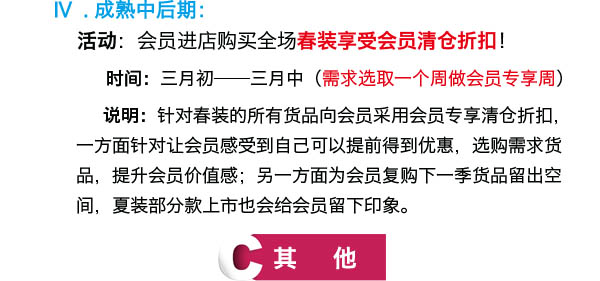 Ⅳ . 成熟中后期：
活动：会员进店购买全场春装享受会员清仓折扣！
时间：三月初——三月中（需求选取一个周做会员专享周）
说明：针对春装的所有货品向会员采用会员专享清仓折扣，
一方面针对让会员感受到自己可以提前得到优惠，选购需求货
品，提升会员价值感；另一方面为会员复购下一季货品留出空
间，夏装部分款上市也会给会员留下印象。
C 其 他